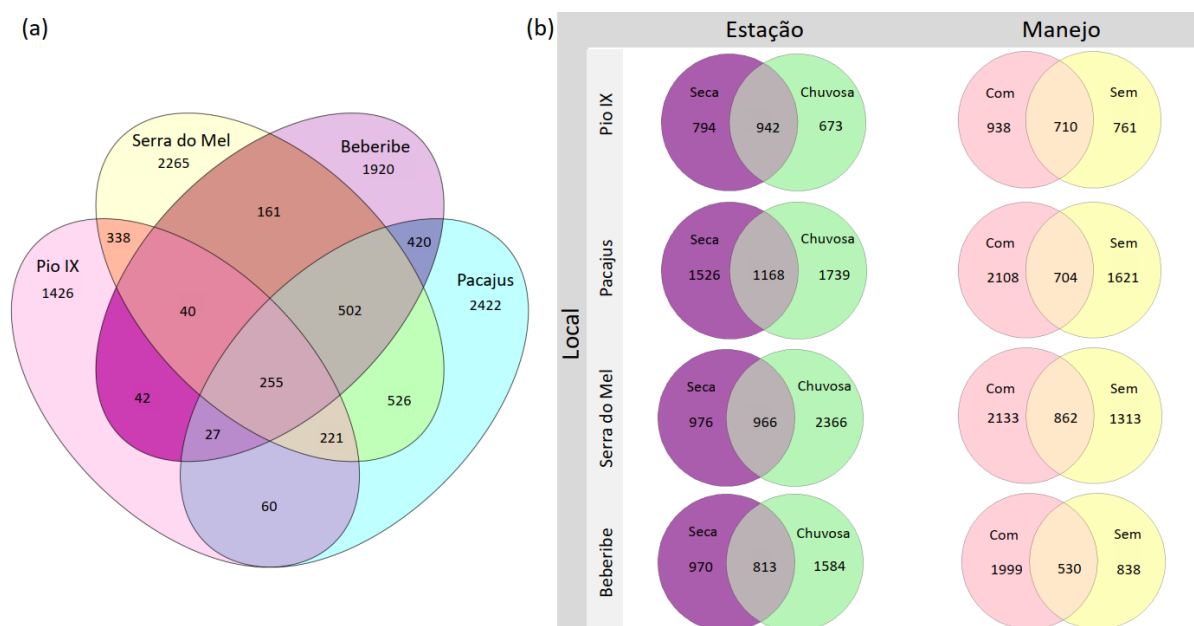 (a)
Serra do Mel
2265
Beberibe
1920
161
338
420
Pio IX
1426
Pacajus
2422
40
502
255
42
526
27
221
60
(b)
Estação Manejo
Local
Pio IX
Seca Chuvosa
794 942 673
Com Sem
938 710 761
Pacajus
Seca Chuvosa
1526 1168 1739
Com Sem
2108 704 1621
Serra do Mel
Seca Chuvosa
976 966 2366
Com Sem
2133 862 1313
Beberibe
Seca Chuvosa
970 813 1584
Com Sem
1999 530 838